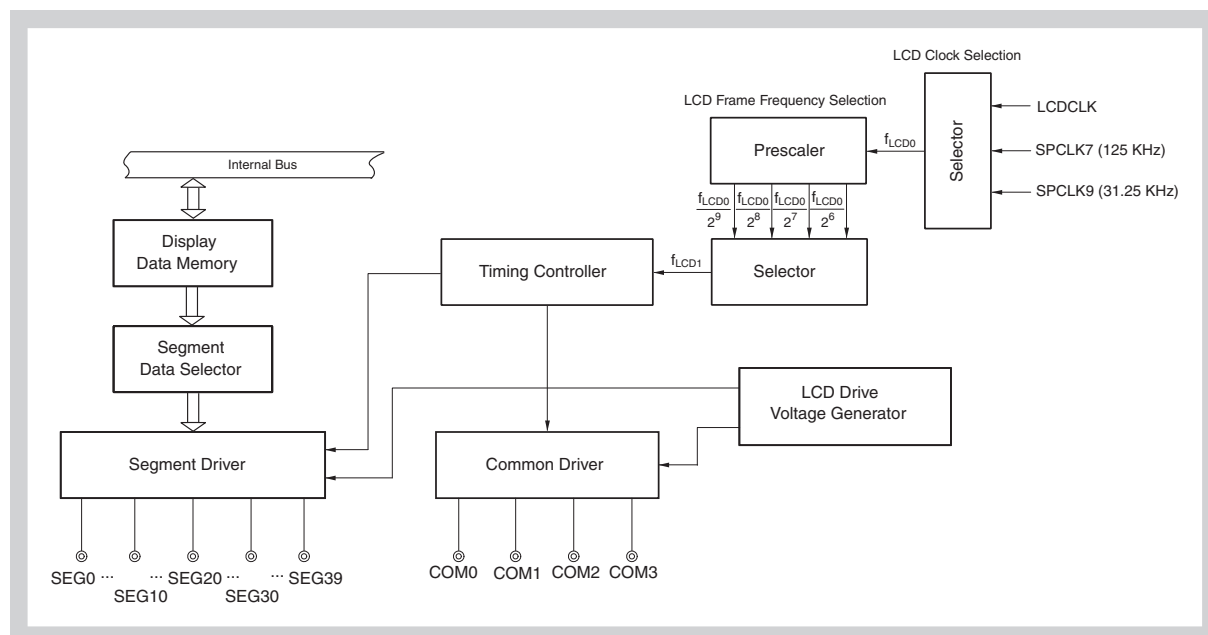 LCD Clock Selection
LCDCLK
SPCLK7 (125 KHz)
SPCLK9 (31.25 KHz)
Selector
fLCD0
LCD Frame Frequency Selection
Prescaler
fLCD0 fLCD0 fLCD0 fLCD0
2^9 2^8 2^7 2^6
Selector
fLCD1
Timing Controller
Internal Bus
Display
Data Memory
Segment
Data Selector
LCD Drive
Voltage Generator
Segment Driver
Common Driver
SEG0 ... ... SEG20 ... ... SEG39
SEG10 SEG30
COM0 COM1 COM2 COM3